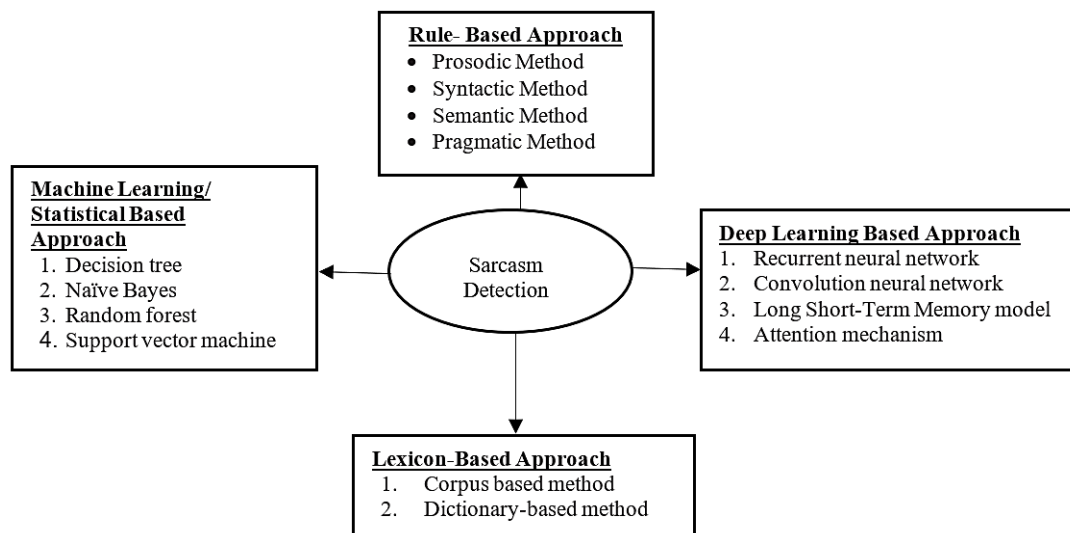 Rule- Based Approach
• Prosodic Method
• Syntactic Method
• Semantic Method
• Pragmatic Method
Machine Learning/
Statistical Based
Approach
1. Decision tree
2. Naïve Bayes
3. Random forest
4. Support vector machine
Sarcasm
Detection
Deep Learning Based Approach
1. Recurrent neural network
2. Convolution neural network
3. Long Short-Term Memory model
4. Attention mechanism
Lexicon-Based Approach
1. Corpus based method
2. Dictionary-based method